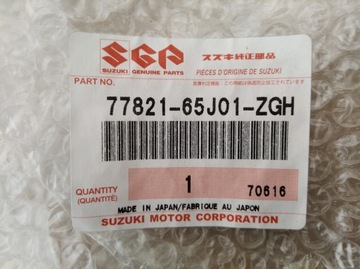 SGP
スズキ純正部品
SUZUKI GENUINE PARTS
PIÈCES D'ORIGINE DE SUZUKI
PART NO.
77821-65J01-ZGH
QUANTITY
(QUANTITÉ)
1
70616
MADE IN JAPAN/FABRIQUE AU JAPON
SUZUKI MOTOR CORPORATION